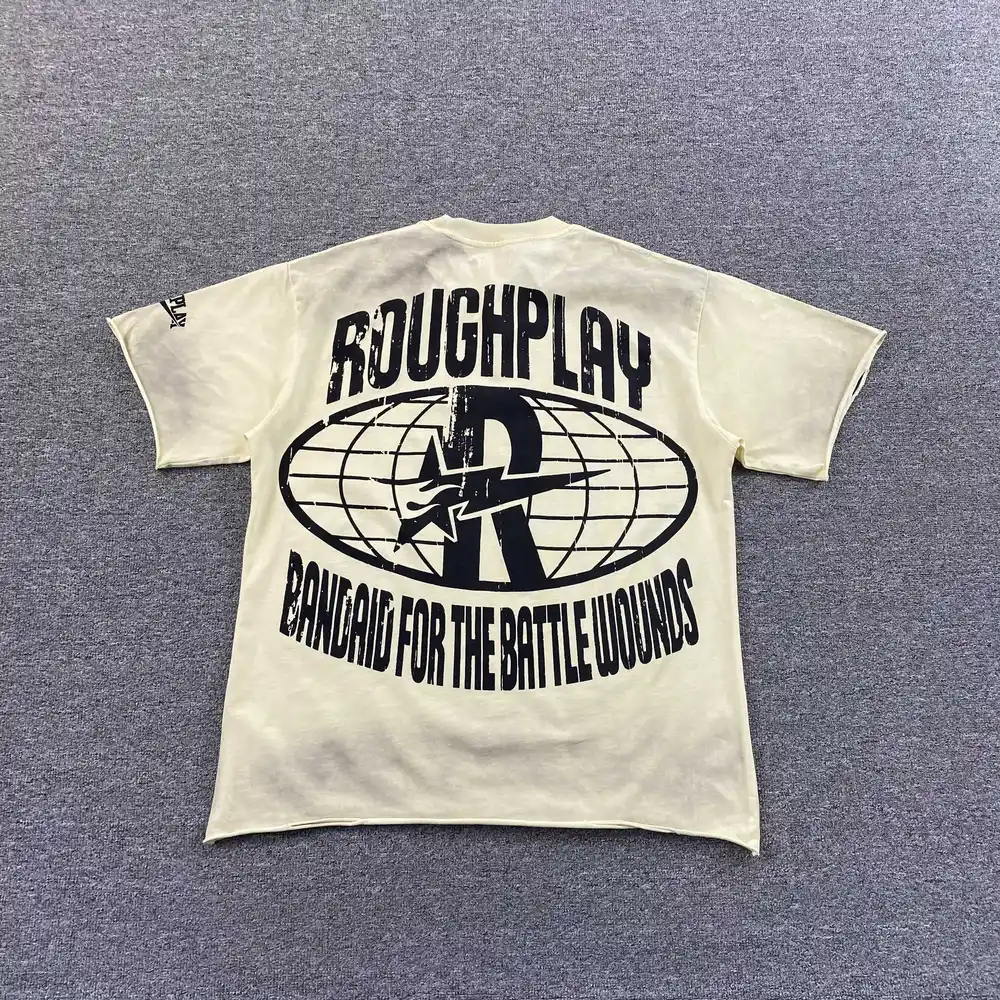 ROUGHPLAY
R
BANDAID FOR THE BATTLE WOUNDS